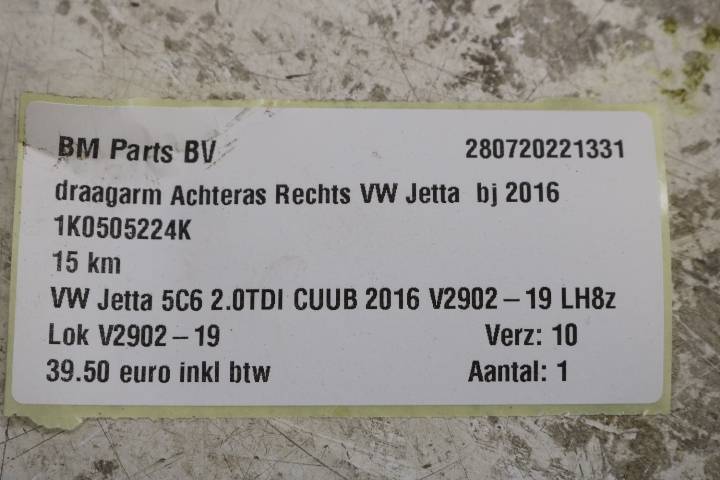 BM Parts BV 280720221331
draagarm Achteras Rechts VW Jetta bj 2016
1K0505224K
15 km
VW Jetta 5C6 2.0TDI CUUB 2016 V2902 – 19 LH8z
Lok V2902 – 19 Verz: 10
39.50 euro inkl btw Aantal: 1